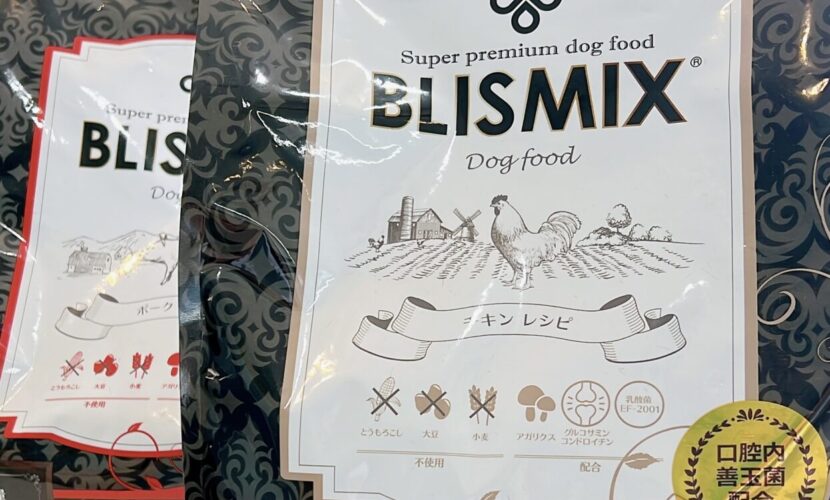 Super premium dog food
BLISMIX®
Dog food
チキン レシピ
とうもろこし
大豆
小麦
不使用
アガリクス
グルコサミン
コンドロイチン
乳酸菌
EF-2001
配合
口腔内
善玉菌
Super
BLIS
ポーク
とうもろこし
大豆
小麦
不使用